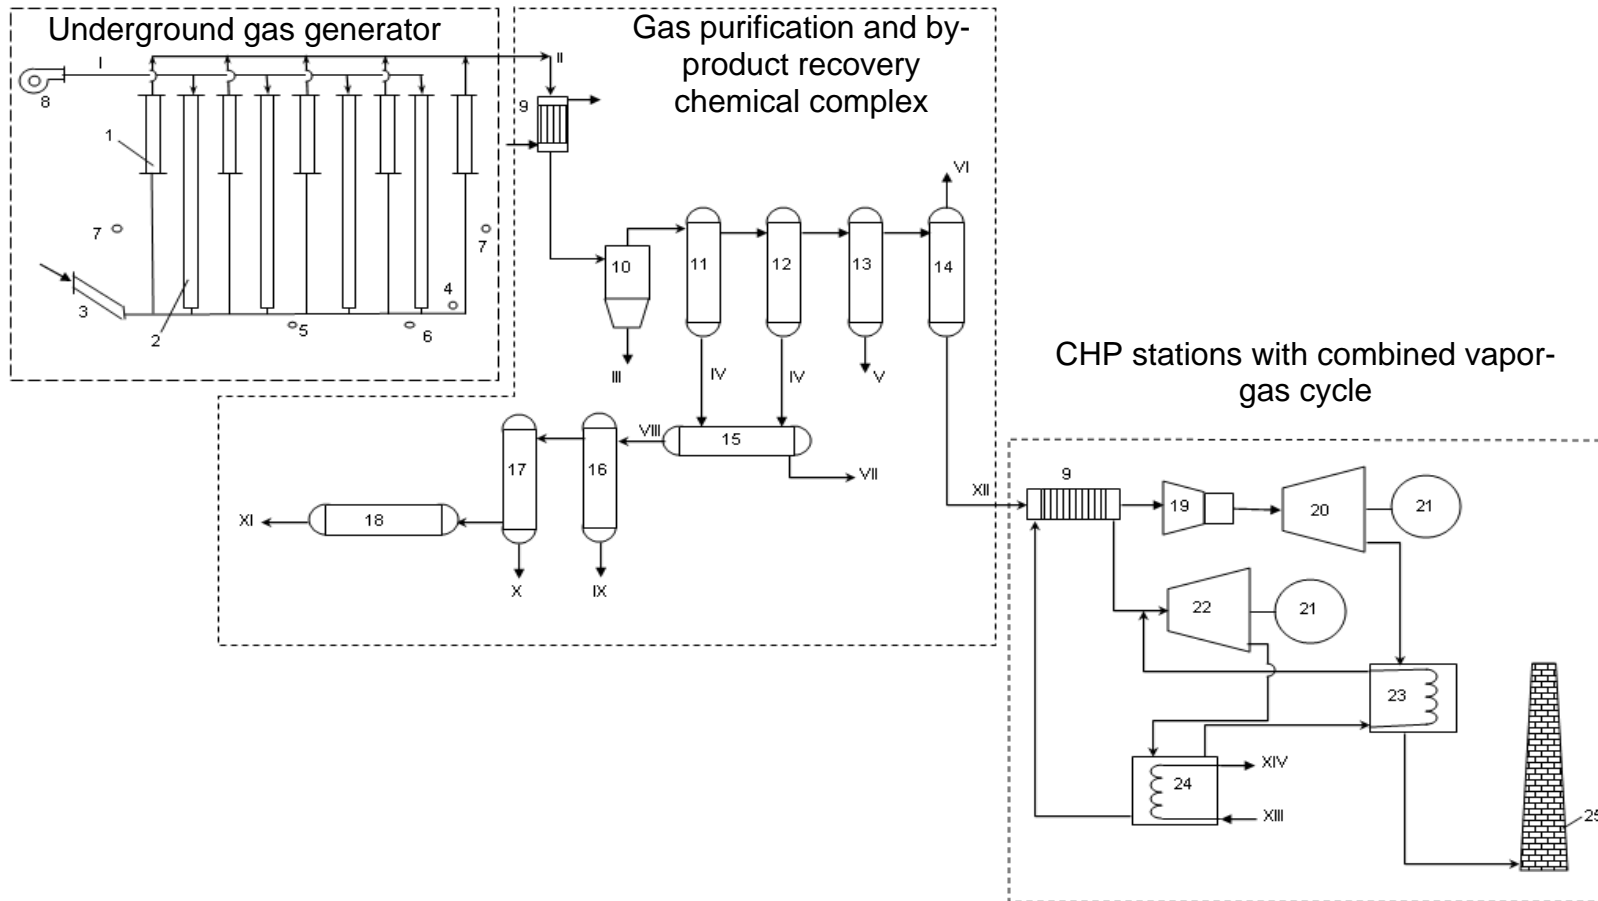 Underground gas generator
Gas purification and by-
product recovery
chemical complex
I
II
8
9
1
7
7
3
2
4
5
6
VI
10
11
12
13
14
III
IV
IV
V
CHP stations with combined vapor-
gas cycle
VIII
15
VII
17
16
XI
18
X
IX
XII
9
19
20
21
22
21
23
24
XIV
XIII
25